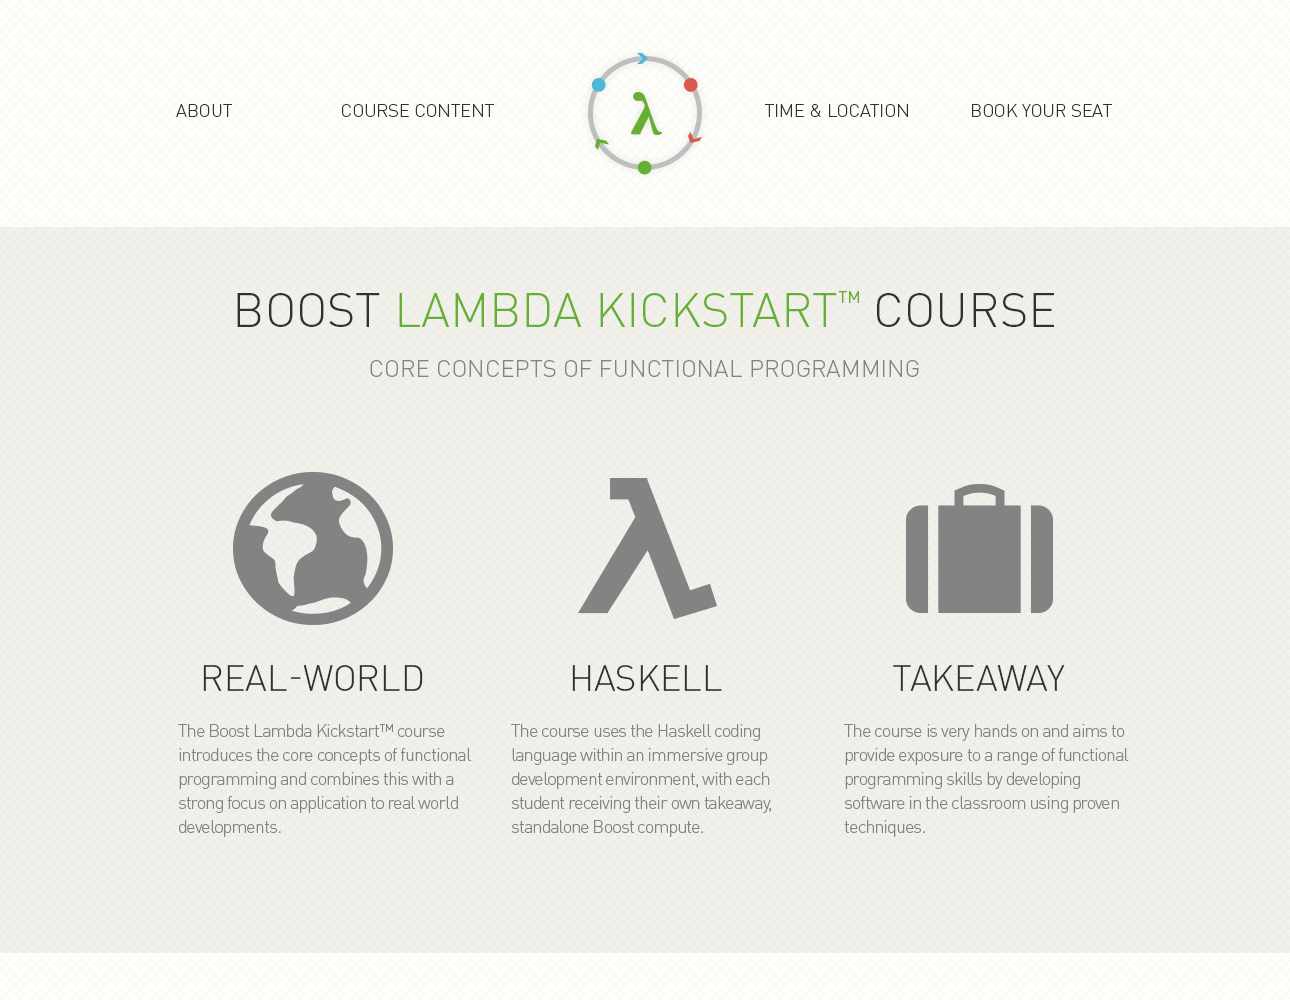 ABOUT
COURSE CONTENT
λ
TIME & LOCATION
BOOK YOUR SEAT
BOOST LAMBDA KICKSTART™ COURSE
CORE CONCEPTS OF FUNCTIONAL PROGRAMMING
λ
REAL-WORLD
The Boost Lambda Kickstart™ course
introduces the core concepts of functional
programming and combines this with a
strong focus on application to real world
developments.
HASKELL
The course uses the Haskell coding
language within an immersive group
development environment, with each
student receiving their own takeaway,
standalone Boost compute.
TAKEAWAY
The course is very hands on and aims to
provide exposure to a range of functional
programming skills by developing
software in the classroom using proven
techniques.